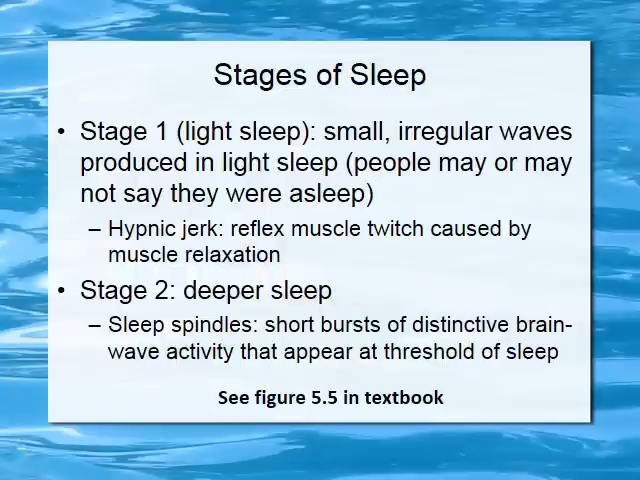 Stages of Sleep
• Stage 1 (light sleep): small, irregular waves
produced in light sleep (people may or may
not say they were asleep)
– Hypnic jerk: reflex muscle twitch caused by
muscle relaxation
• Stage 2: deeper sleep
– Sleep spindles: short bursts of distinctive brain-
wave activity that appear at threshold of sleep
See figure 5.5 in textbook